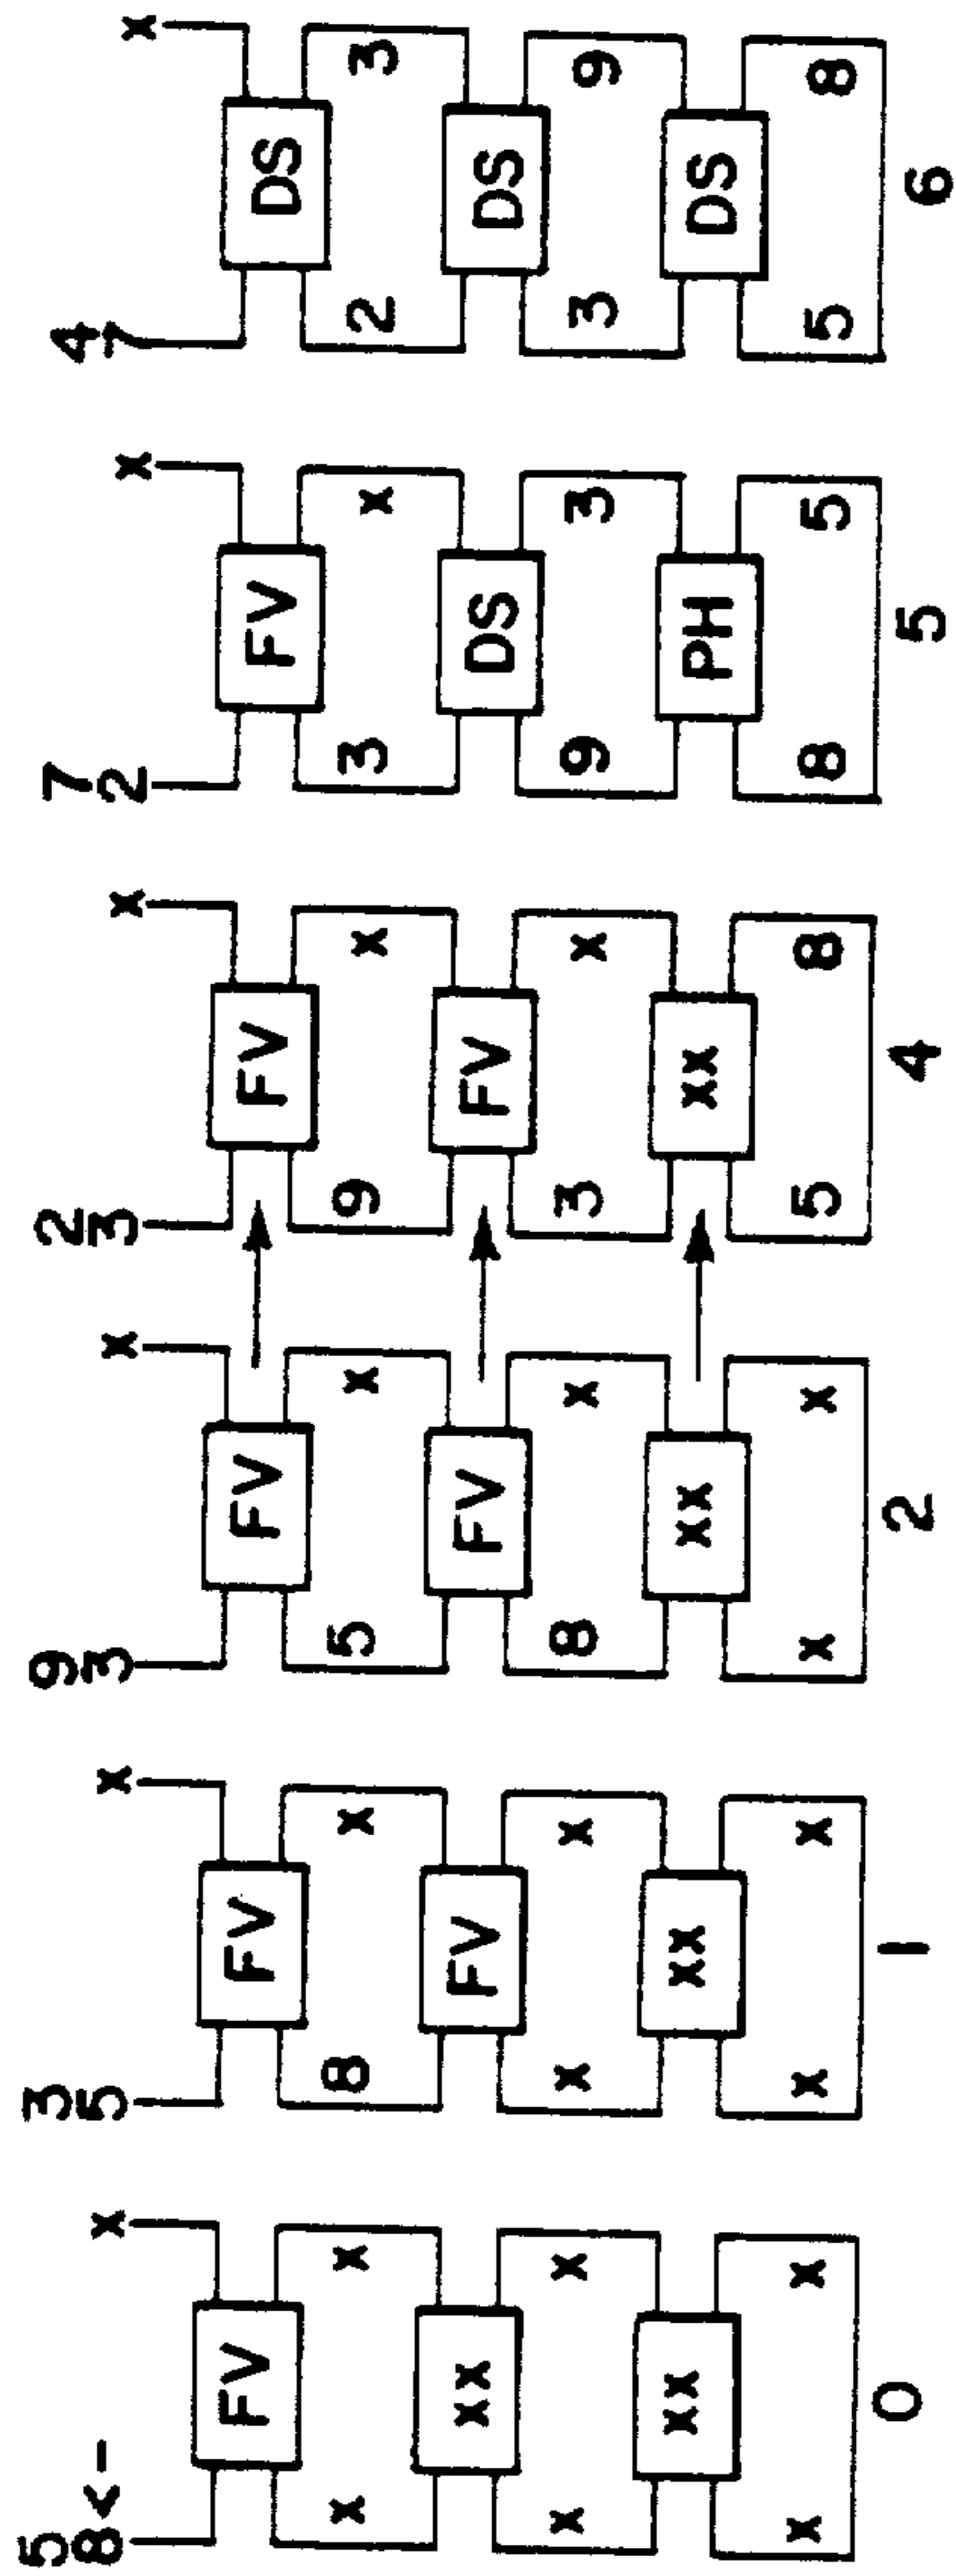 5 3 9 2 7 4
8 <- x 5 x 3 x 3 x 2 x 7 x
FV FV FV FV FV DS
x x 8 x 5 x 9 x 3 x 2 3
xx FV FV FV DS DS
x x x x 8 x 3 x 9 3 3 9
xx xx xx xx PH DS
x x x x x x 5 8 8 5 5 8
0 1 2 4 5 6